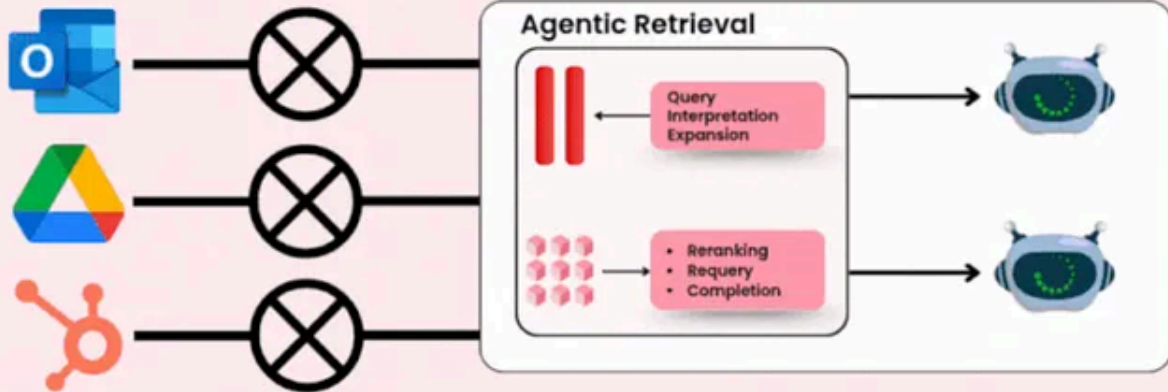 Agentic Retrieval
O
Query
Interpretation
Expansion
• Reranking
• Requery
• Completion